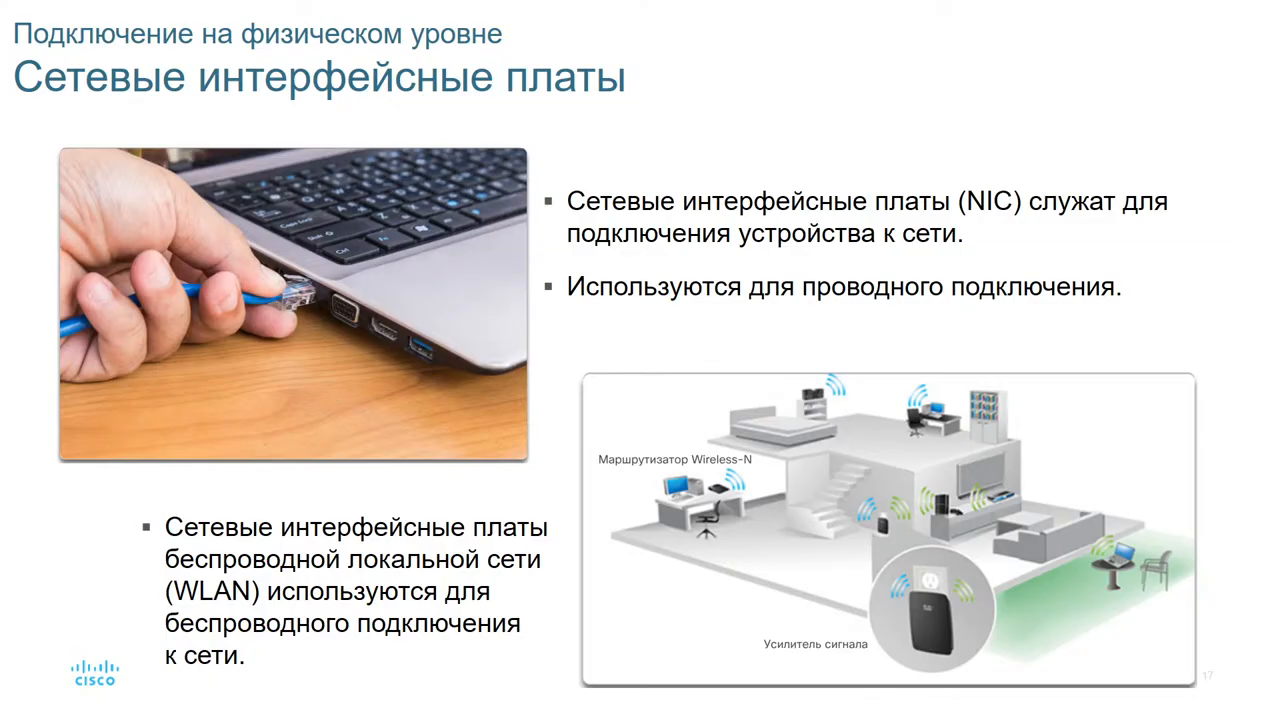 Подключение на физическом уровне
Сетевые интерфейсные платы
▪ Сетевые интерфейсные платы (NIC) служат для
подключения устройства к сети.
▪ Используются для проводного подключения.
Маршрутизатор Wireless-N
Усилитель сигнала
▪ Сетевые интерфейсные платы
беспроводной локальной сети
(WLAN) используются для
беспроводного подключения
к сети.
CISCO
17